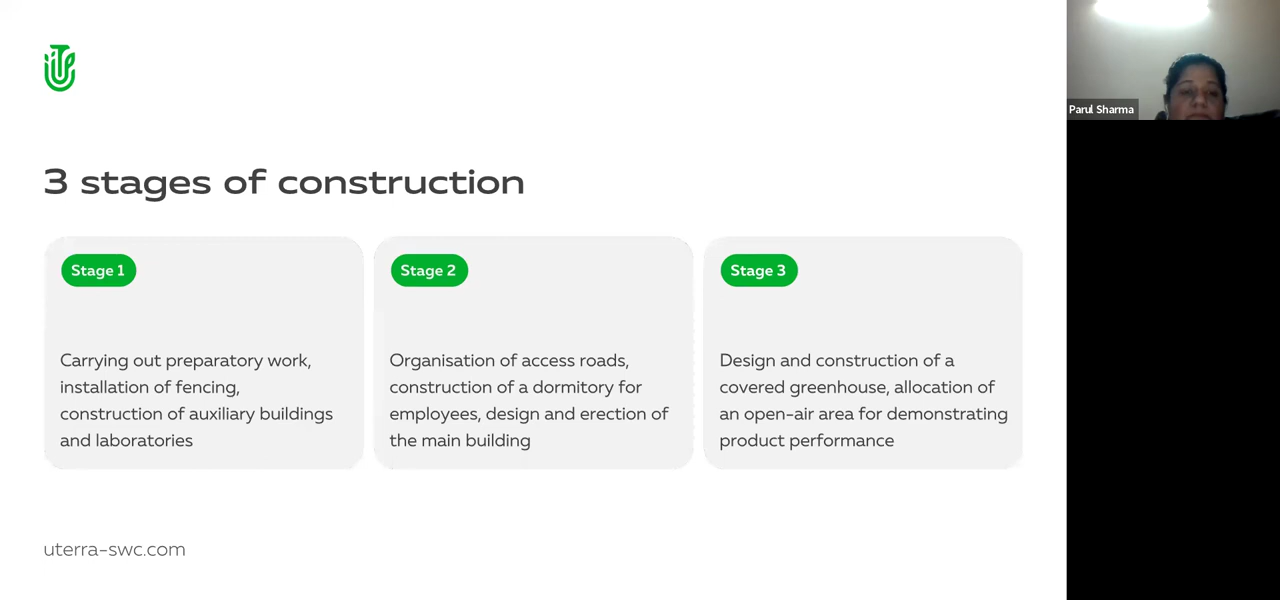 3 stages of construction
Stage 1
Carrying out preparatory work,
installation of fencing,
construction of auxiliary buildings
and laboratories
Stage 2
Organisation of access roads,
construction of a dormitory for
employees, design and erection of
the main building
Stage 3
Design and construction of a
covered greenhouse, allocation of
an open-air area for demonstrating
product performance
uterra-swc.com
Parul Sharma